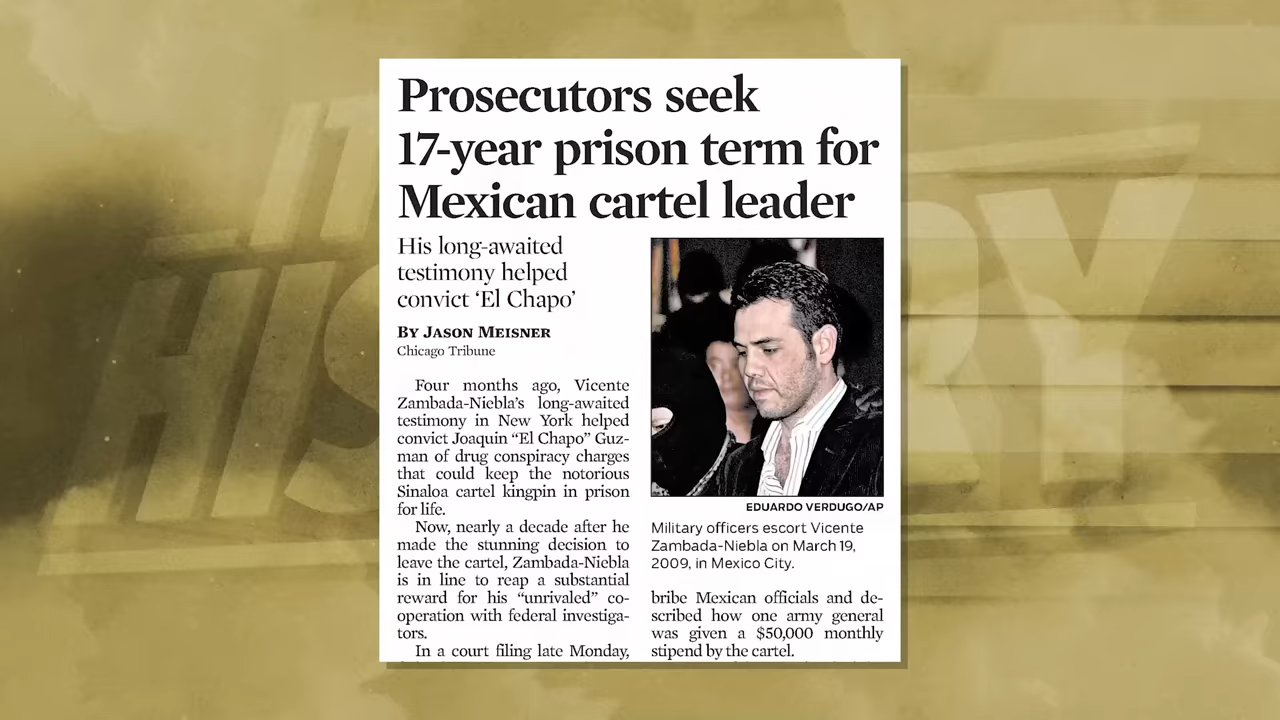 Prosecutors seek
17-year prison term for
Mexican cartel leader
His long-awaited
testimony helped
convict ‘El Chapo’
BY JASON MEISNER
Chicago Tribune
Four months ago, Vicente
Zambada-Niebla’s long-awaited
testimony in New York helped
convict Joaquin “El Chapo” Guz-
man of drug conspiracy charges
that could keep the notorious
Sinaloa cartel kingpin in prison
for life.
Now, nearly a decade after he
made the stunning decision to
leave the cartel, Zambada-Niebla
is in line to reap a substantial
reward for his “unrivaled” co-
operation with federal investiga-
tors.
In a court filing late Monday,
EDUARDO VERDUGO/AP
Military officers escort Vicente
Zambada-Niebla on March 19,
2009, in Mexico City.
bribe Mexican officials and de-
scribed how one army general
was given a $50,000 monthly
stipend by the cartel.